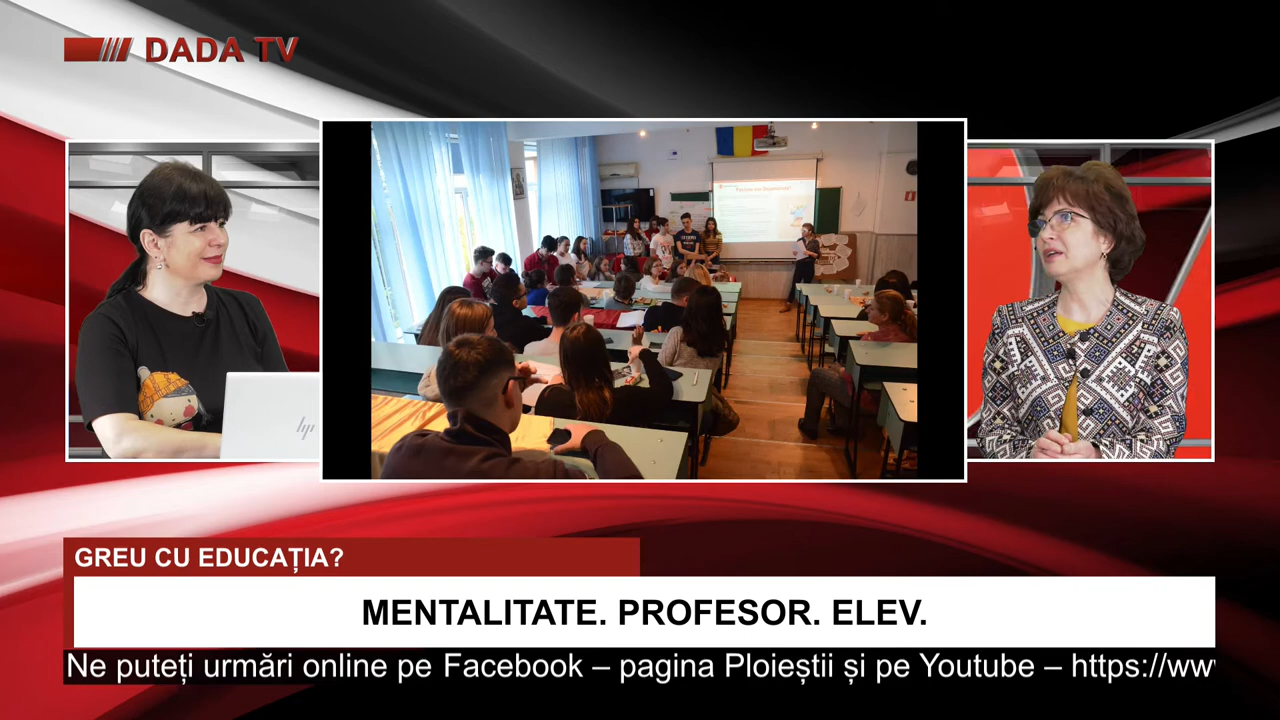 DADA TV
GREU CU EDUCAȚIA?
MENTALITATE. PROFESOR. ELEV.
Ne puteți urmări online pe Facebook – pagina Ploieștii și pe Youtube – https://ww
hp